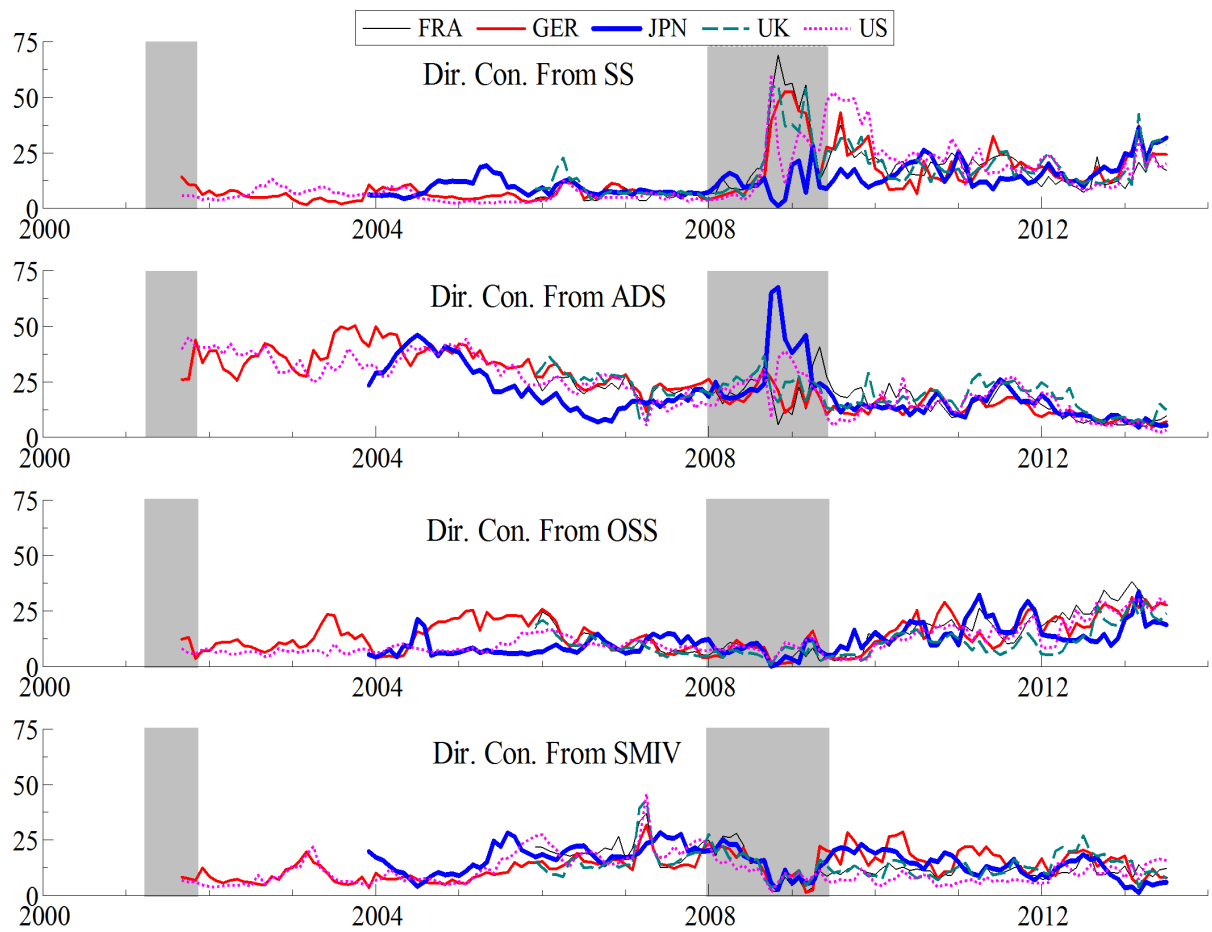 FRA GER JPN UK US
75
Dir. Con. From SS
50
25
0
2000 2004 2008 2012
75
Dir. Con. From ADS
50
25
0
2000 2004 2008 2012
75
Dir. Con. From OSS
50
25
0
2000 2004 2008 2012
75
Dir. Con. From SMIV
50
25
0
2000 2004 2008 2012